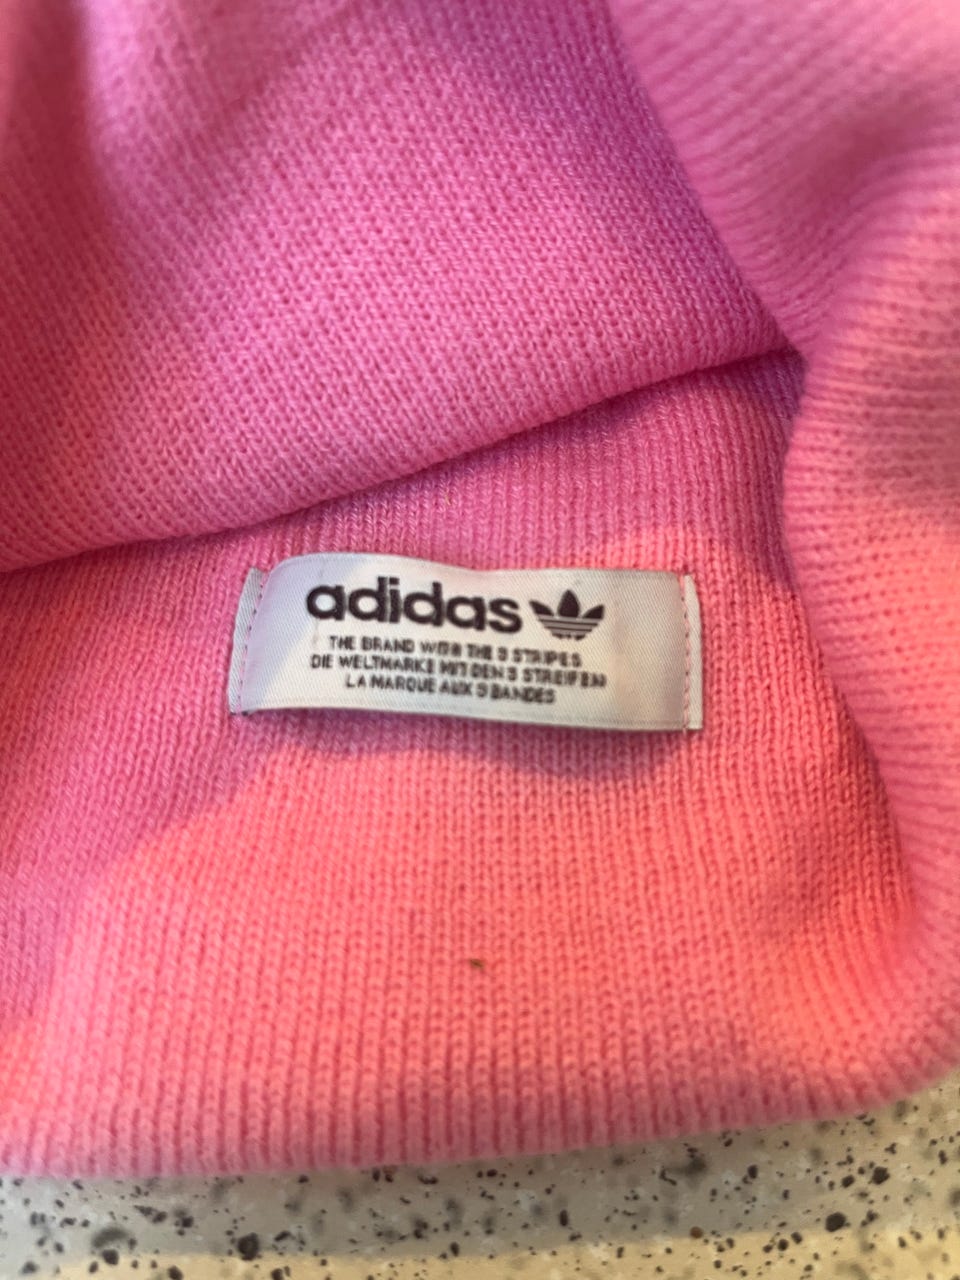 adidas
THE BRAND WITH THE 3 STRIPES
DIE WELTMARKE MIT DEN 3 STREIFEN
LA MARQUE AUX 3 BANDES